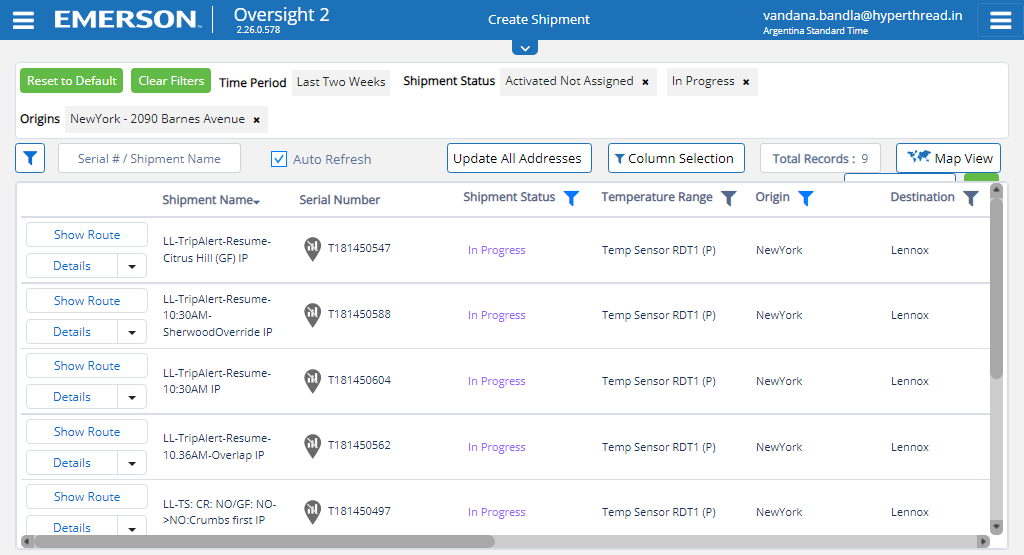 EMERSON
Oversight 2
2.26.0.578
Create Shipment
vandana.bandla@hyperthread.in
Argentina Standard Time
Reset to Default Clear Filters Time Period Last Two Weeks Shipment Status Activated Not Assigned × In Progress ×
Origins NewYork - 2090 Barnes Avenue ×
Serial # / Shipment Name Auto Refresh Update All Addresses Column Selection Total Records : 9 Map View
Shipment Name Serial Number Shipment Status Temperature Range Origin Destination
Show Route
Details
LL-TripAlert-Resume-
Citrus Hill (GF) IP
T181450547 In Progress Temp Sensor RDT1 (P) NewYork Lennox
Show Route
Details
LL-TripAlert-Resume-
10:30AM-
SherwoodOverride IP
T181450588 In Progress Temp Sensor RDT1 (P) NewYork Lennox
Show Route
Details
LL-TripAlert-Resume-
10:30AM IP
T181450604 In Progress Temp Sensor RDT1 (P) NewYork Lennox
Show Route
Details
LL-TripAlert-Resume-
10.36AM-Overlap IP
T181450562 In Progress Temp Sensor RDT1 (P) NewYork Lennox
Show Route
Details
LL-TS: CR: NO/GF: NO-
>NO:Crumbs first IP
T181450497 In Progress Temp Sensor RDT1 (P) NewYork Lennox